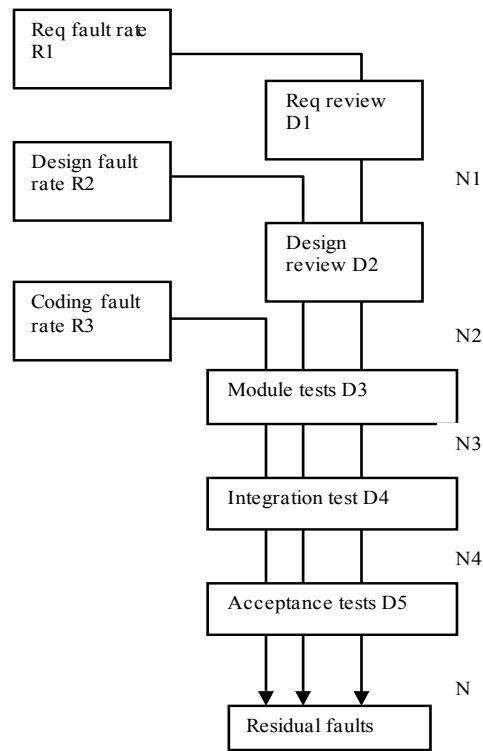 Req fault rate
R1
Req review
D1
Design fault
rate R2
N1
Design
review D2
Coding fault
rate R3
N2
Module tests D3
N3
Integration test D4
N4
Acceptance tests D5
N
Residual faults